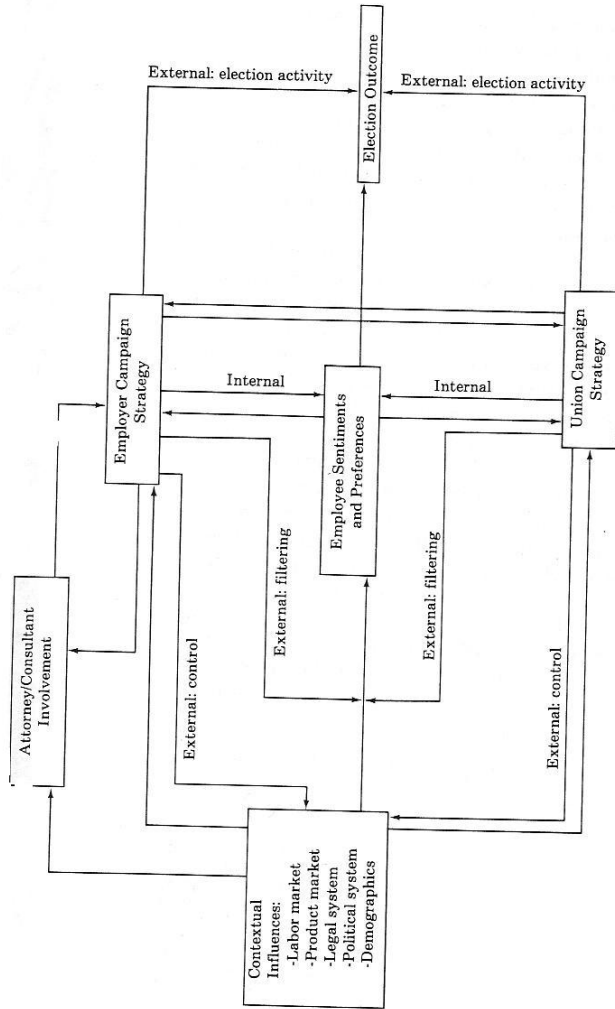 Attorney/Consultant
Involvement
Employer Campaign
Strategy
External: election activity
External: control
External: filtering
Internal
Contextual
Influences:
-Labor market
-Product market
-Legal system
-Political system
-Demographics
Employee Sentiments
and Preferences
Election Outcome
External: filtering
Internal
External: control
Union Campaign
Strategy
External: election activity